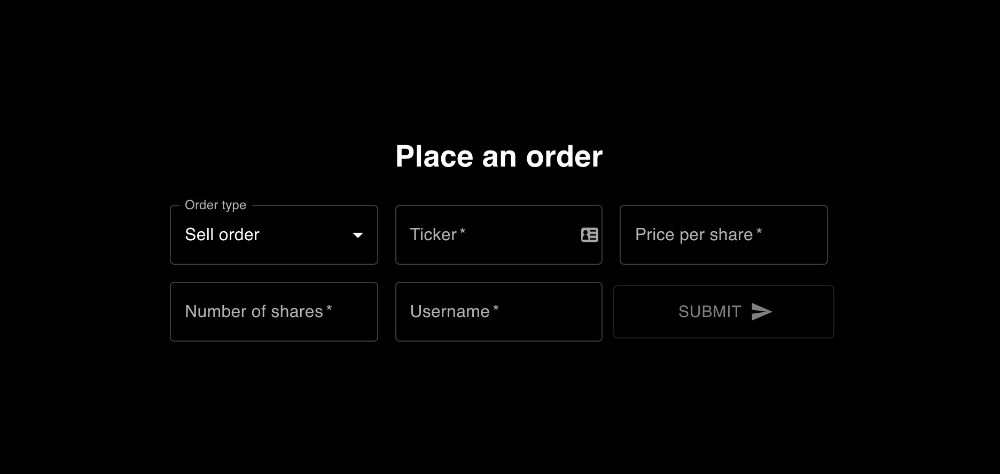 Place an order
Order type
Sell order
Ticker *
Price per share *
Number of shares *
Username *
SUBMIT